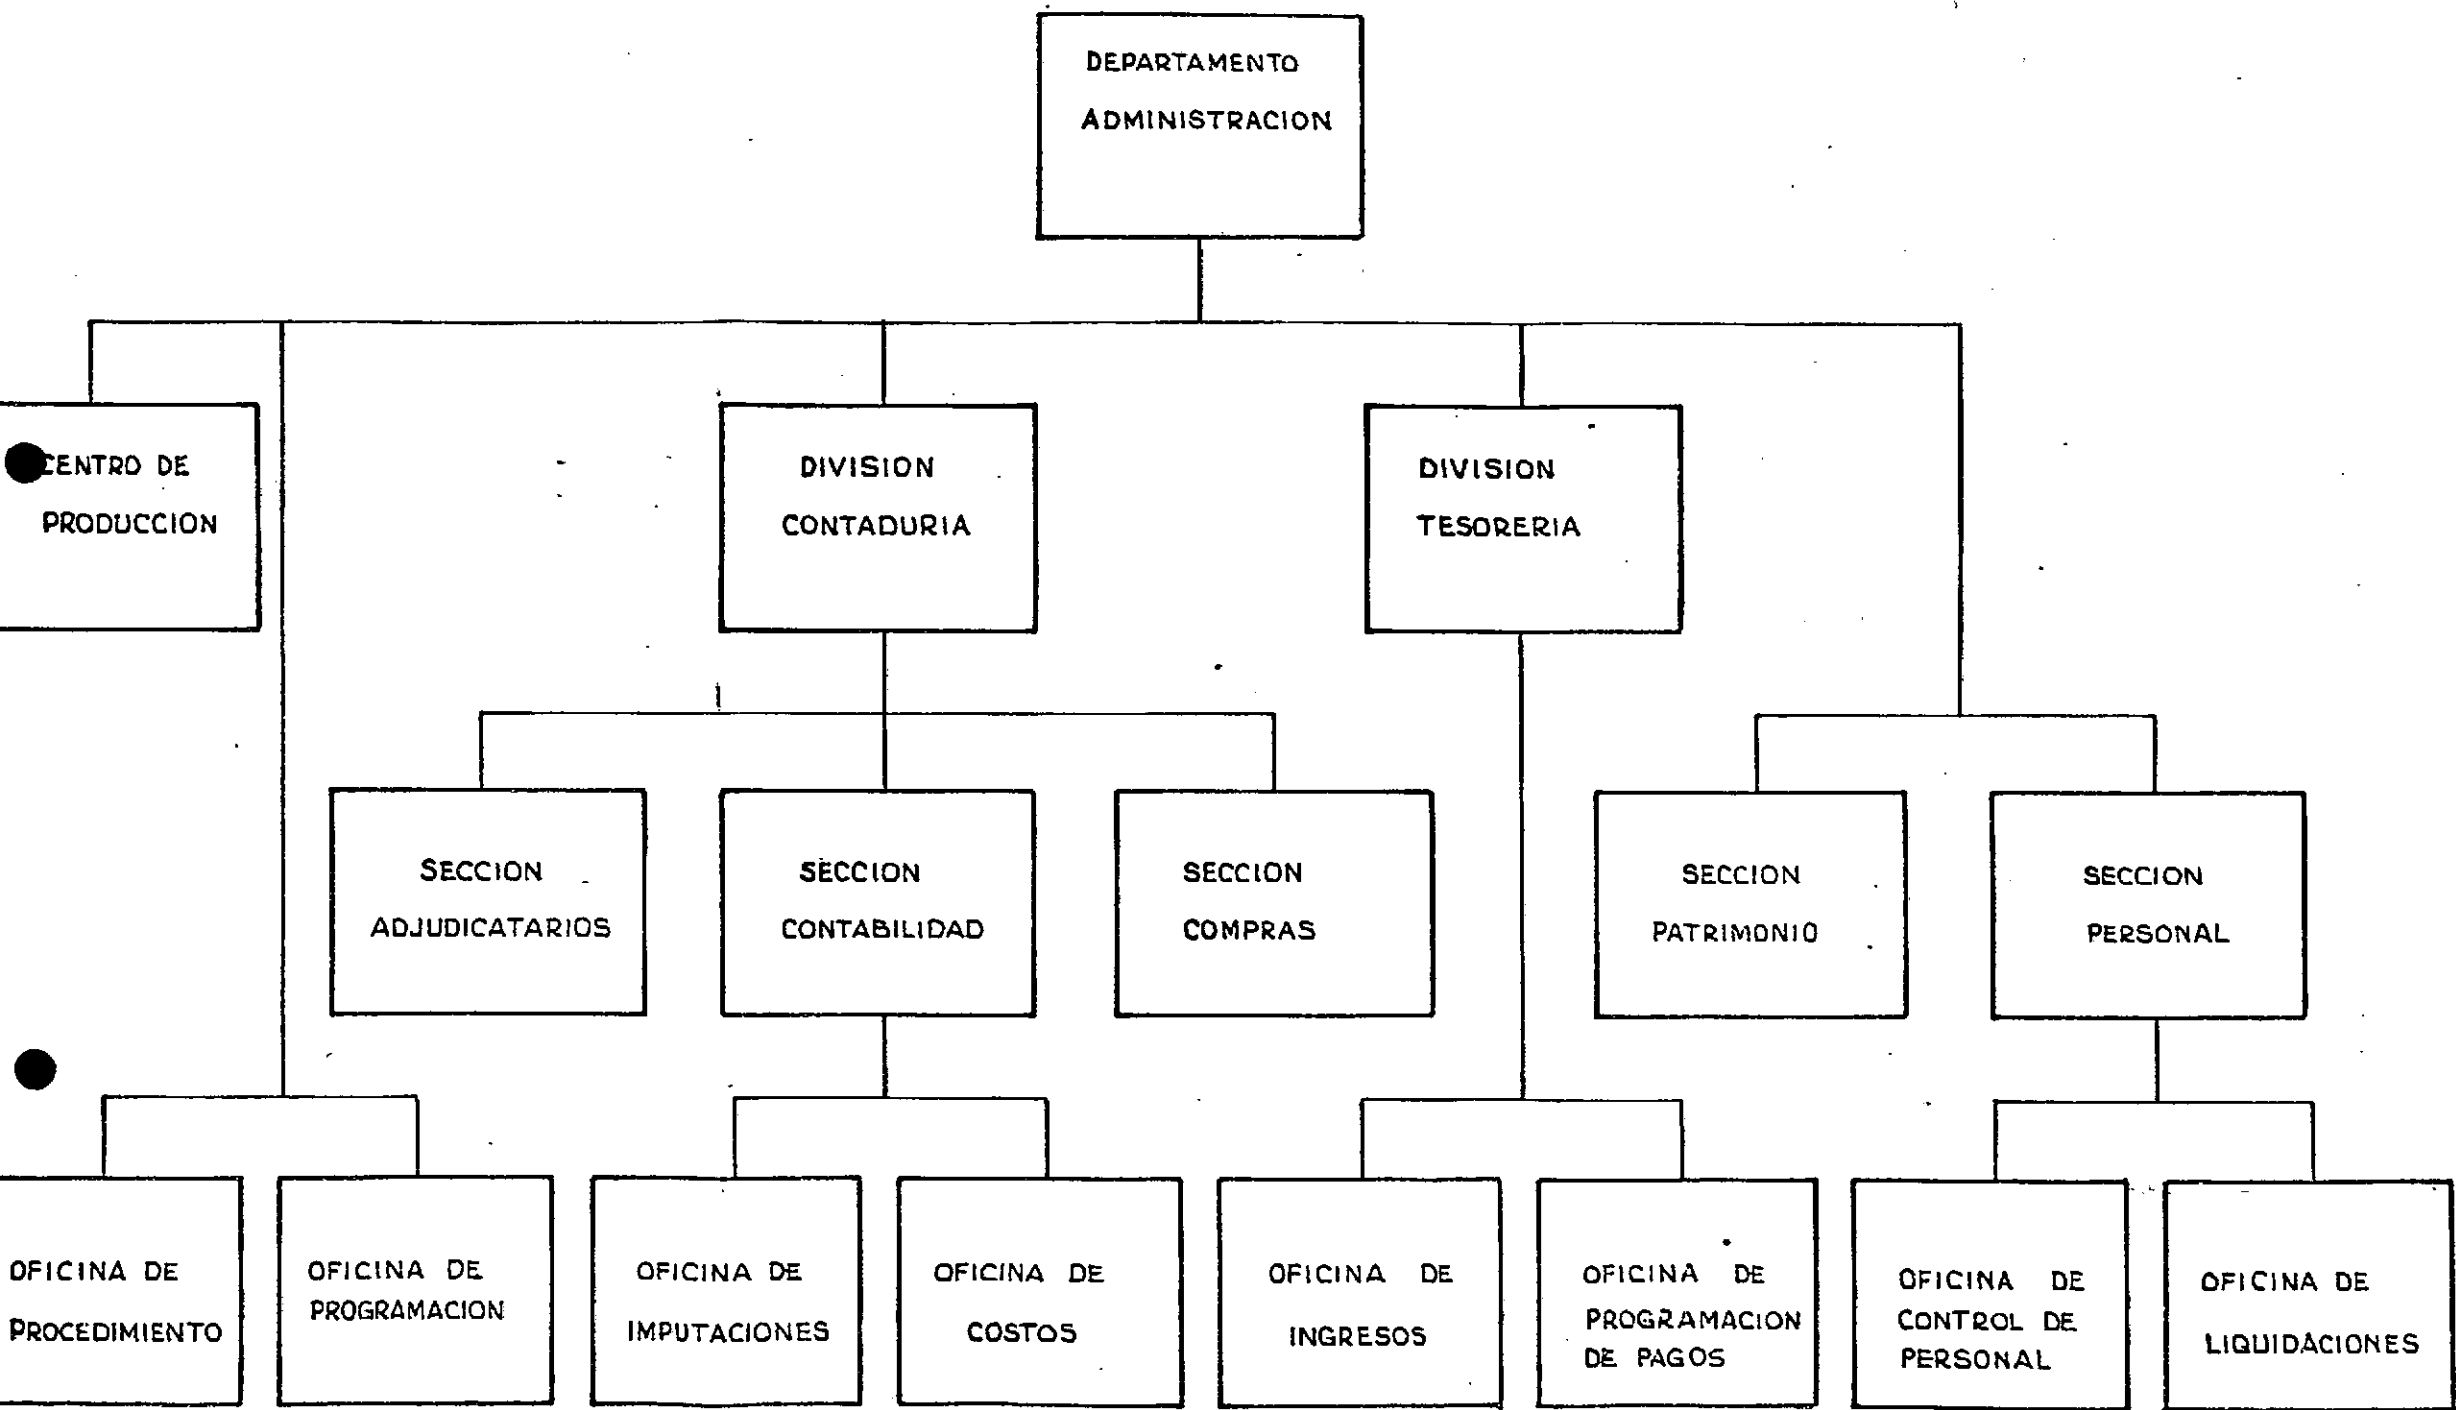 DEPARTAMENTO
ADMINISTRACION
CENTRO DE
PRODUCCION
DIVISION
CONTADURIA
DIVISION
TESORERIA
SECCION
ADJUDICATARIOS
SECCION
CONTABILIDAD
SECCION
COMPRAS
SECCION
PATRIMONIO
SECCION
PERSONAL
OFICINA DE
PROCEDIMIENTO
OFICINA DE
PROGRAMACION
OFICINA DE
IMPUTACIONES
OFICINA DE
COSTOS
OFICINA DE
INGRESOS
OFICINA DE
PROGRAMACION
DE PAGOS
OFICINA DE
CONTROL DE
PERSONAL
OFICINA DE
LIQUIDACIONES